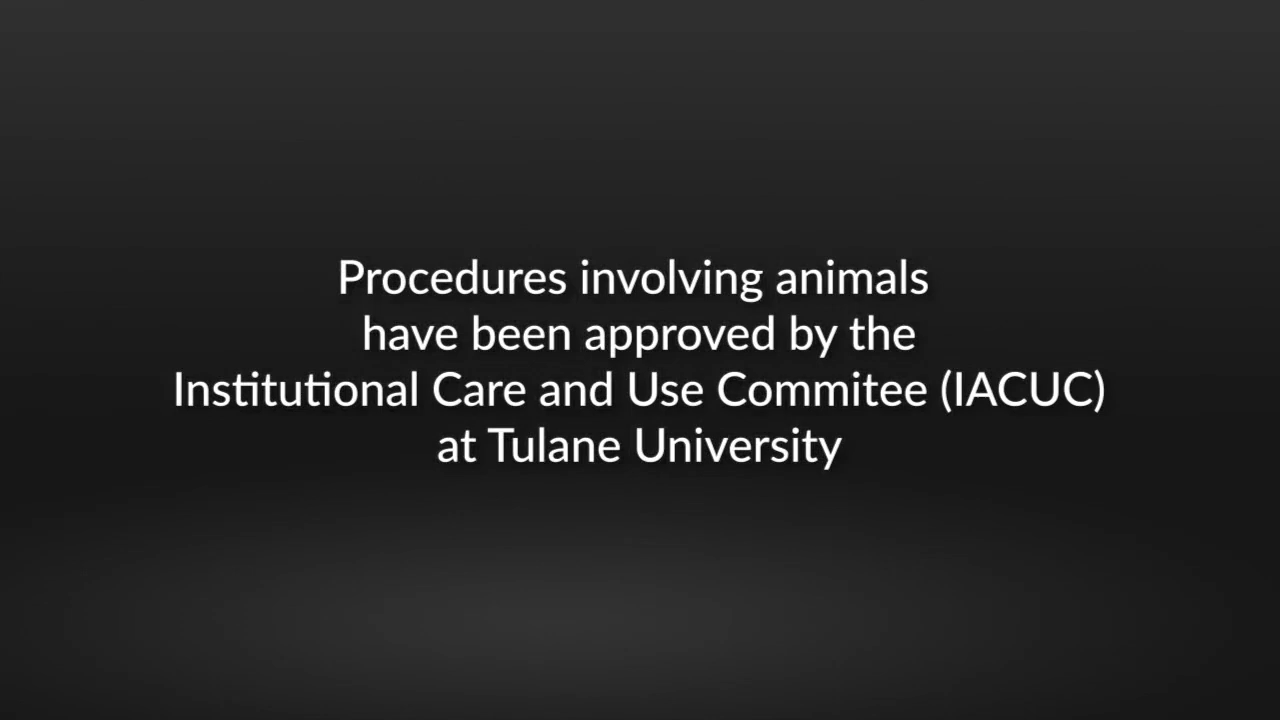 Procedures involving animals
have been approved by the
Institutional Care and Use Commitee (IACUC)
at Tulane University